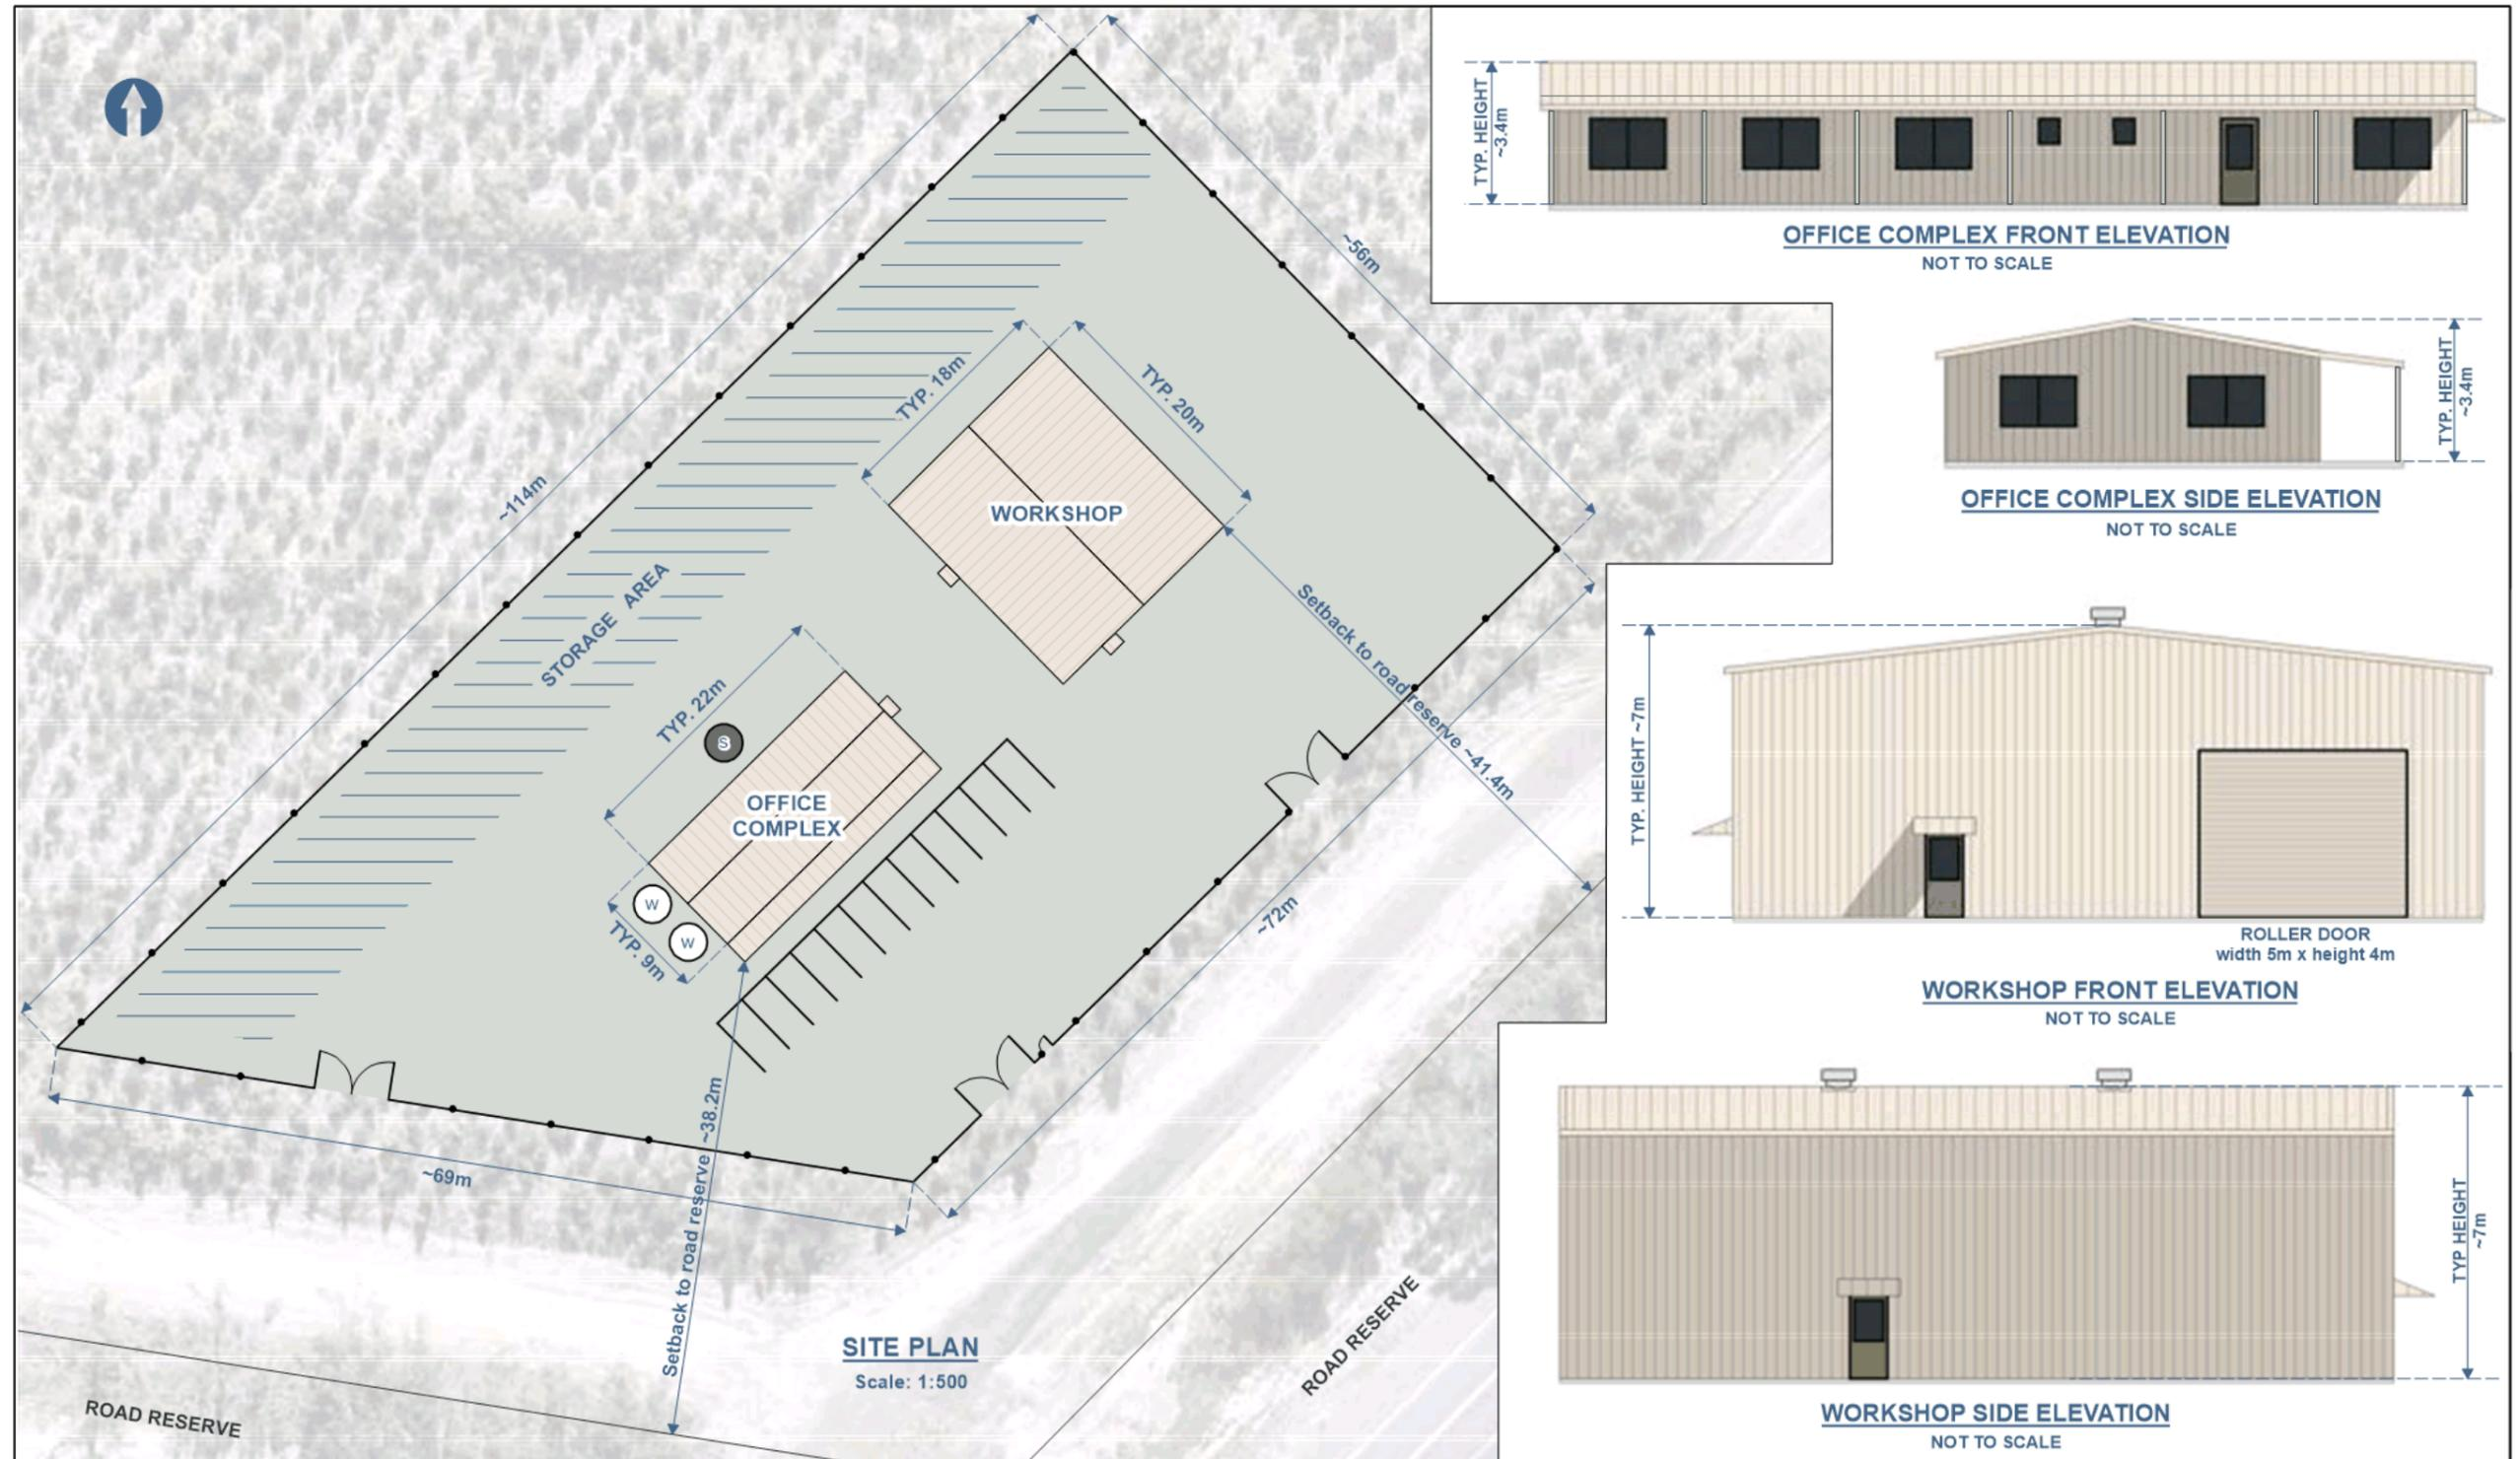 ~56m
~114m
TYP. 18m
TYP. 20m
WORKSHOP
STORAGE AREA
Setback to road reserve ~41.4m
TYP. 22m
S
OFFICE
COMPLEX
W
W
TYP. 9m
~72m
Setback to road reserve ~38.2m
~69m
SITE PLAN
Scale: 1:500
ROAD RESERVE
ROAD RESERVE
TYP. HEIGHT
~3.4m
OFFICE COMPLEX FRONT ELEVATION
NOT TO SCALE
TYP. HEIGHT
~3.4m
OFFICE COMPLEX SIDE ELEVATION
NOT TO SCALE
TYP. HEIGHT ~7m
ROLLER DOOR
width 5m x height 4m
WORKSHOP FRONT ELEVATION
NOT TO SCALE
TYP HEIGHT
~7m
WORKSHOP SIDE ELEVATION
NOT TO SCALE